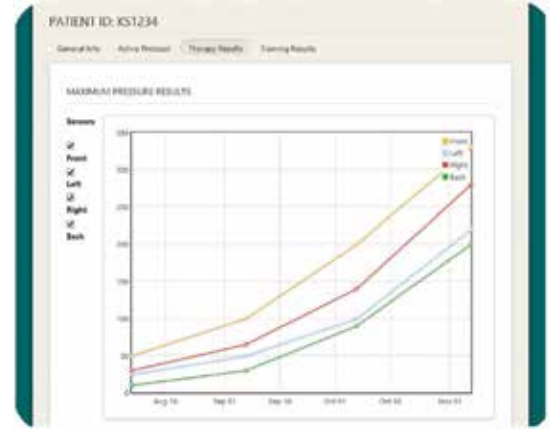 PATIENT ID: KS1234
General Info Active Protocol Therapy Results Training Results
MAXIMUM PRESSURE RESULTS
Sensors
Front
Left
Right
Back
350
300
250
200
150
100
50
0
Front
Left
Right
Back
Aug 16 Sep 01 Sep 16 Oct 01 Oct 16 Nov 01